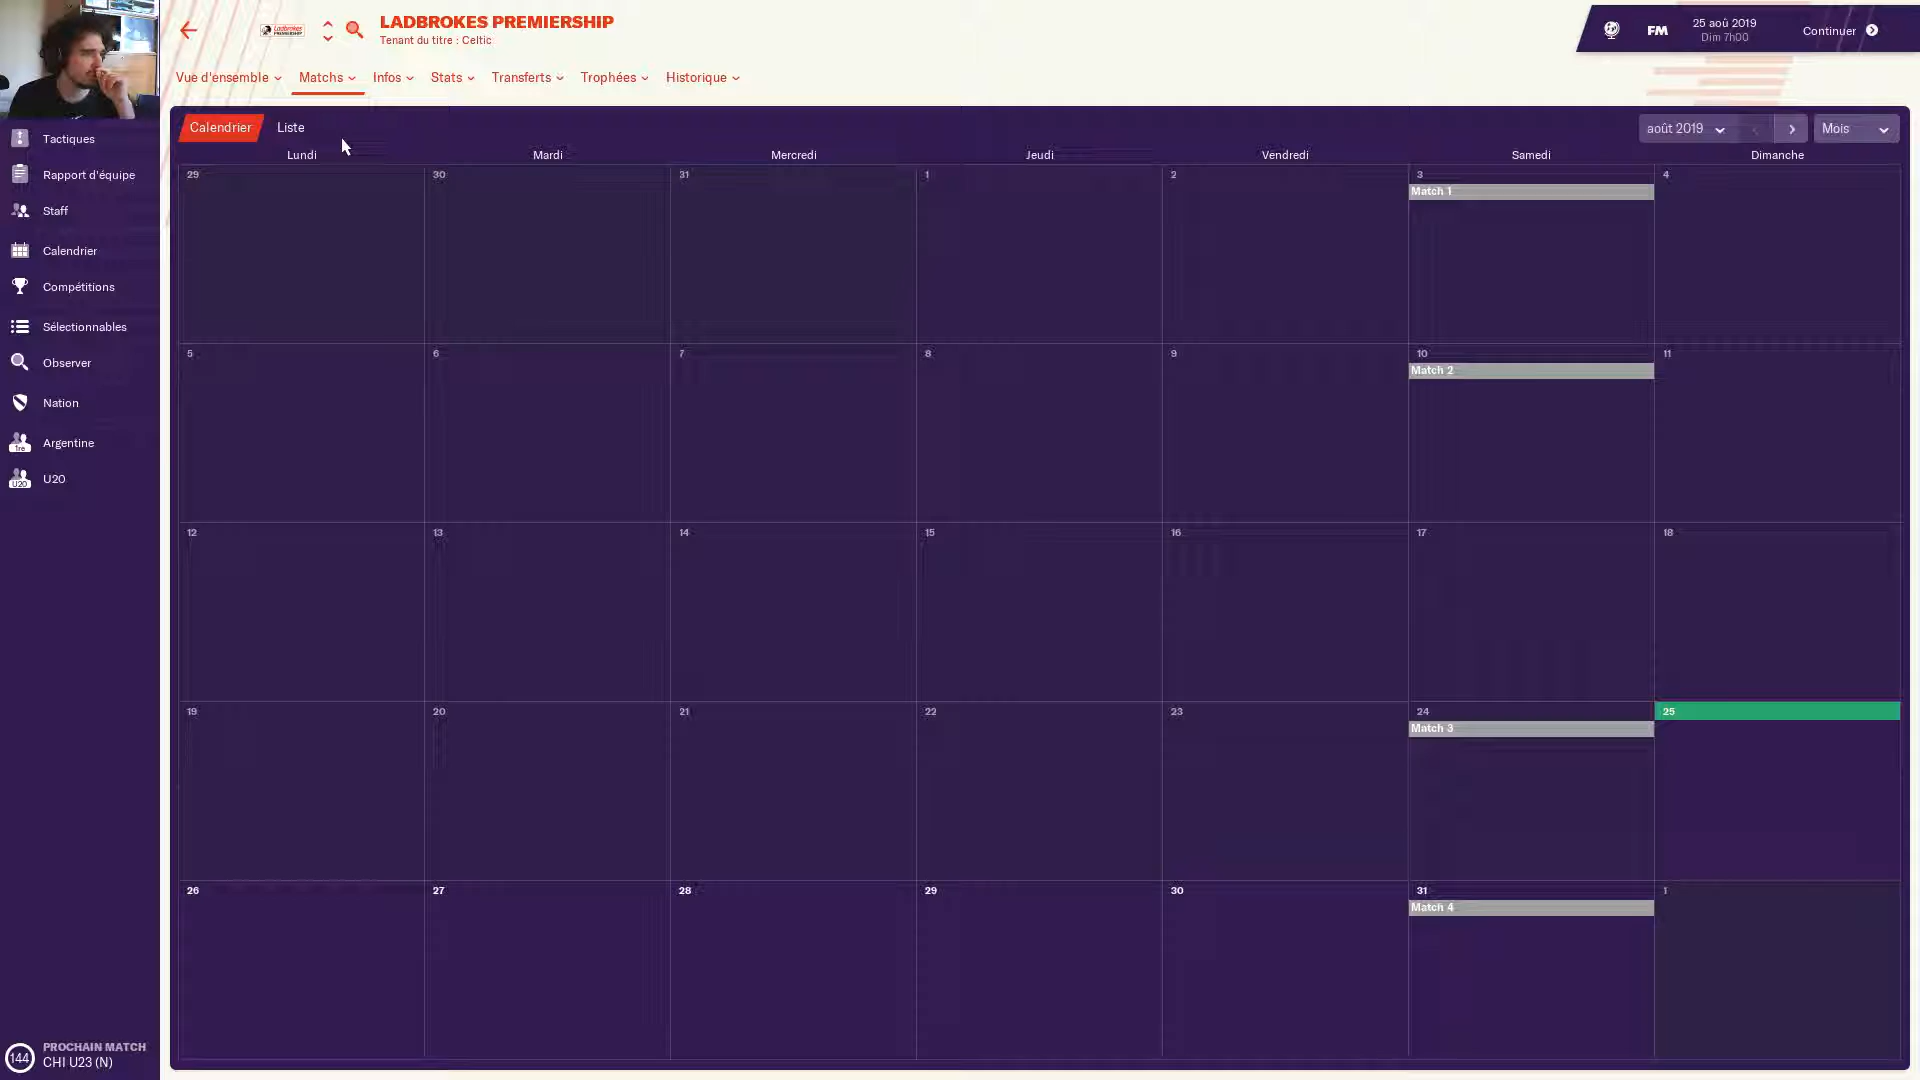 LADBROKES PREMIERSHIP
Tenant du titre : Celtic
FM
25 aoû 2019
Dim 7h00
Continuer
Vue d'ensemble
Matchs
Infos
Stats
Transferts
Trophées
Historique
Calendrier
Liste
août 2019
Mois
Lundi
Mardi
Mercredi
Jeudi
Vendredi
Samedi
Dimanche
29
30
31
1
2
3
4
Match 1
5
6
7
8
9
10
11
Match 2
12
13
14
15
16
17
18
19
20
21
22
23
24
25
Match 3
26
27
28
29
30
31
1
Match 4
Tactiques
Rapport d'équipe
Staff
Calendrier
Compétitions
Sélectionnables
Observer
Nation
1re
Argentine
U20
U20
144
PROCHAIN MATCH
CHI U23 (N)